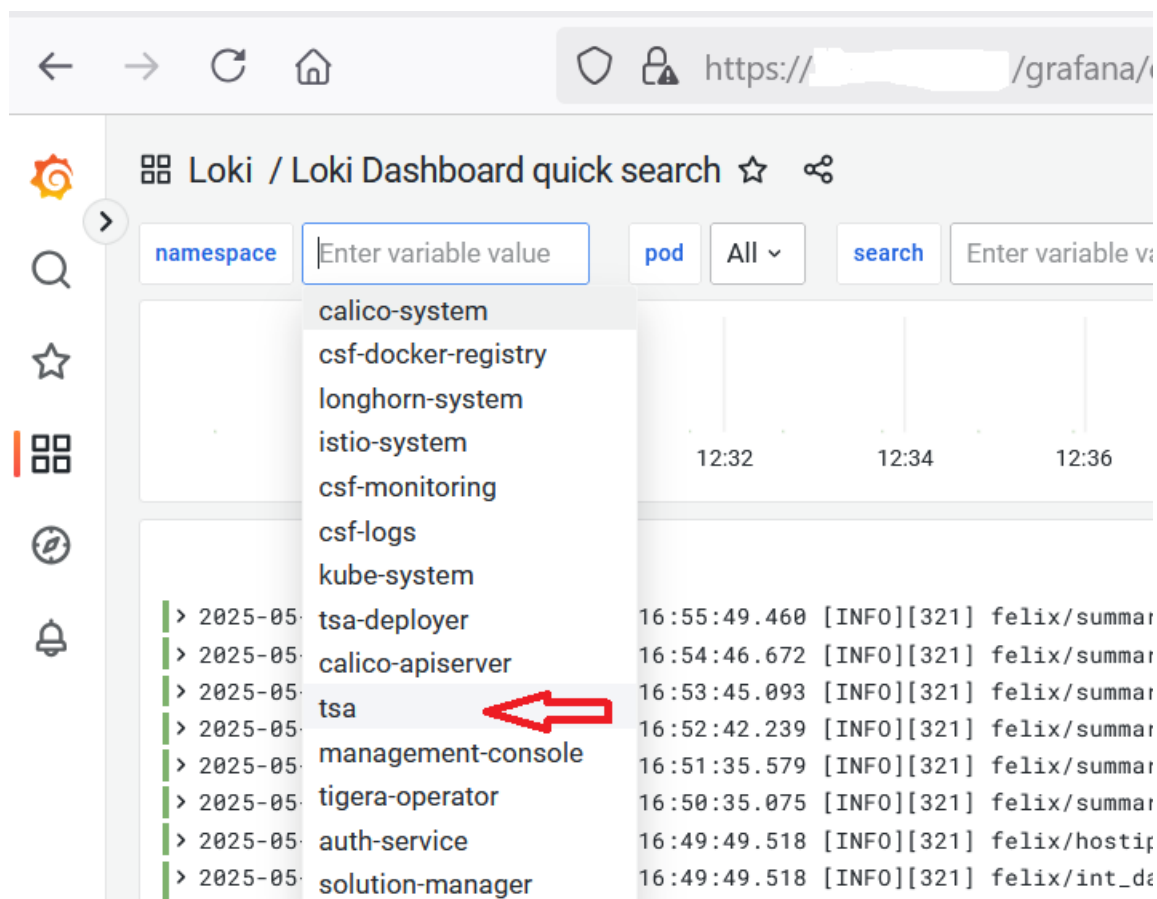 https:// /grafana/
Loki / Loki Dashboard quick search
namespace Enter variable value pod All search Enter variable
calico-system
csf-docker-registry
longhorn-system
istio-system
12:32 12:34 12:36
csf-monitoring
csf-logs
kube-system
tsa-deployer
calico-apiserver
tsa
management-console
tigera-operator
auth-service
solution-manager
> 2025-05- 16:55:49.460 [INFO][321] felix/summar
> 2025-05- 16:54:46.672 [INFO][321] felix/summar
> 2025-05- 16:53:45.093 [INFO][321] felix/summar
> 2025-05- 16:52:42.239 [INFO][321] felix/summar
> 2025-05- 16:51:35.579 [INFO][321] felix/summar
> 2025-05- 16:50:35.075 [INFO][321] felix/summar
> 2025-05- 16:49:49.518 [INFO][321] felix/hostip
> 2025-05- 16:49:49.518 [INFO][321] felix/int_da